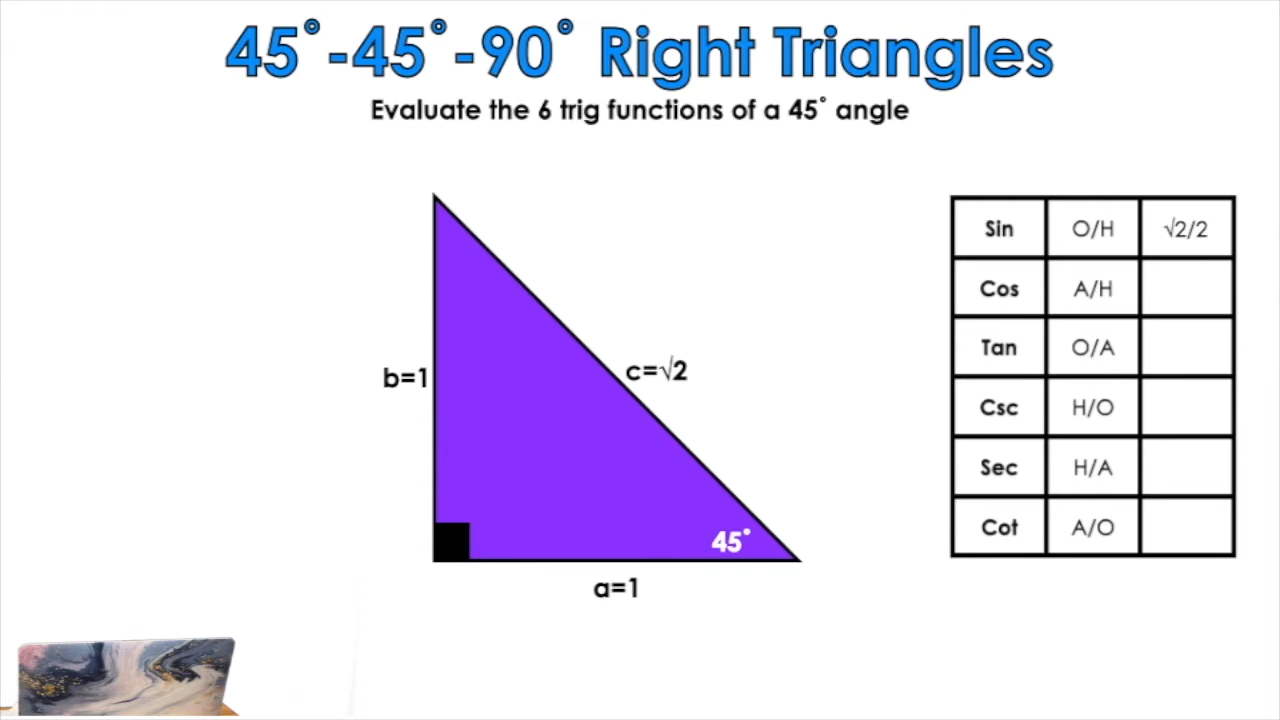 45°-45°-90° Right Triangles
Evaluate the 6 trig functions of a 45° angle
b=1
c=√2
45°
a=1
Sin O/H √2/2
Cos A/H
Tan O/A
Csc H/O
Sec H/A
Cot A/O